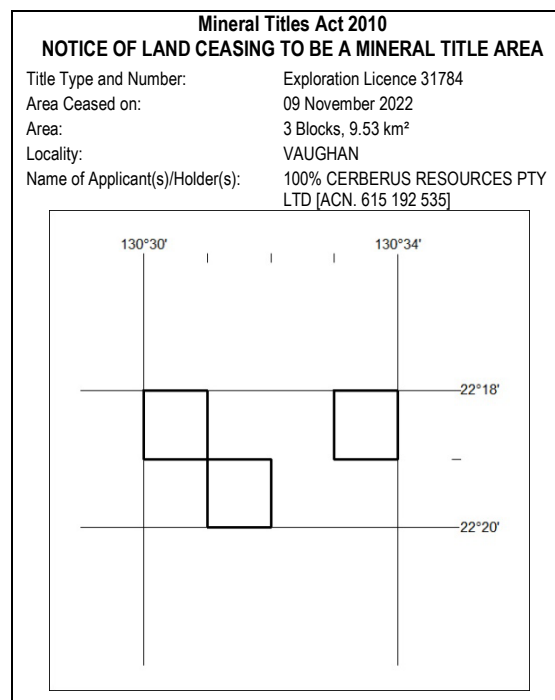 Mineral Titles Act 2010
NOTICE OF LAND CEASING TO BE A MINERAL TITLE AREA
Title Type and Number: Exploration Licence 31784
Area Ceased on: 09 November 2022
Area: 3 Blocks, 9.53 km²
Locality: VAUGHAN
Name of Applicant(s)/Holder(s): 100% CERBERUS RESOURCES PTY
LTD [ACN. 615 192 535]
130°30' 130°34'
22°18'
22°20'